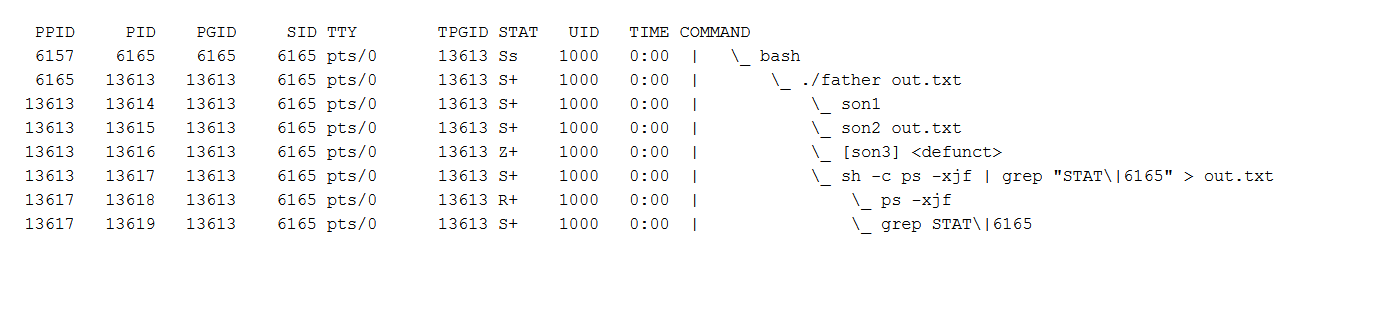 PPID     PID    PGID     SID TTY      TPGID STAT   UID   TIME COMMAND
 6157    6165    6165    6165 pts/0      13613 Ss    1000   0:00  |   \_ bash
 6165   13613   13613    6165 pts/0      13613 S+    1000   0:00  |       \_ ./father out.txt
13613   13614   13613    6165 pts/0      13613 S+    1000   0:00  |           \_ son1
13613   13615   13613    6165 pts/0      13613 S+    1000   0:00  |           \_ son2 out.txt
13613   13616   13613    6165 pts/0      13613 Z+    1000   0:00  |           \_ [son3] <defunct>
13613   13617   13613    6165 pts/0      13613 S+    1000   0:00  |           \_ sh -c ps -xjf | grep "STAT\|6165" > out.txt
13617   13618   13613    6165 pts/0      13613 R+    1000   0:00  |               \_ ps -xjf
13617   13619   13613    6165 pts/0      13613 S+    1000   0:00  |               \_ grep STAT\|6165